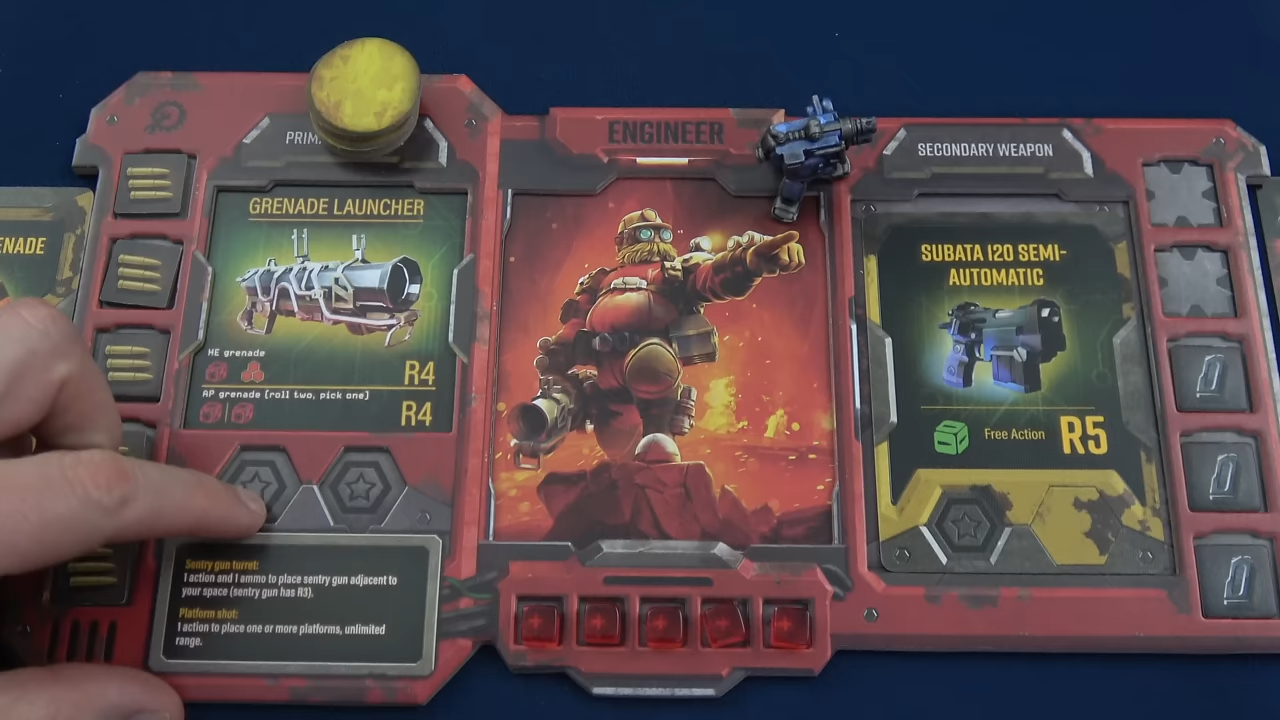 ENGINEER
SECONDARY WEAPON
GRENADE LAUNCHER
HE grenade
R4
AP grenade [roll two, pick one]
R4
Sentry gun turret:
1 action and 1 ammo to place sentry gun adjacent to
your space (sentry gun has R3).
Platform shot:
1 action to place one or more platforms, unlimited
range.
SUBATA 120 SEMI-
AUTOMATIC
Free Action
R5